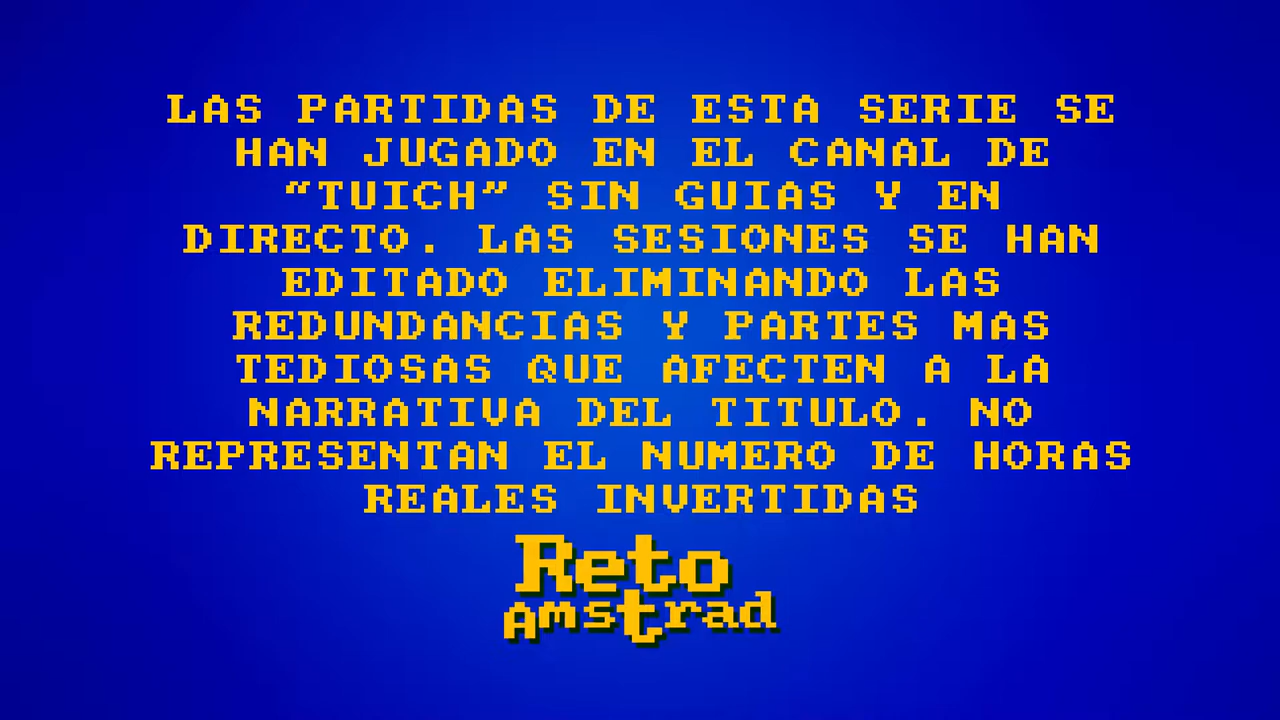 LAS PARTIDAS DE ESTA SERIE SE
HAN JUGADO EN EL CANAL DE
“TUICH” SIN GUIAS Y EN
DIRECTO. LAS SESIONES SE HAN
EDITADO ELIMINANDO LAS
REDUNDANCIAS Y PARTES MAS
TEDIOSAS QUE AFECTEN A LA
NARRATIVA DEL TITULO. NO
REPRESENTAN EL NUMERO DE HORAS
REALES INVERTIDAS
Reto
Amstrad